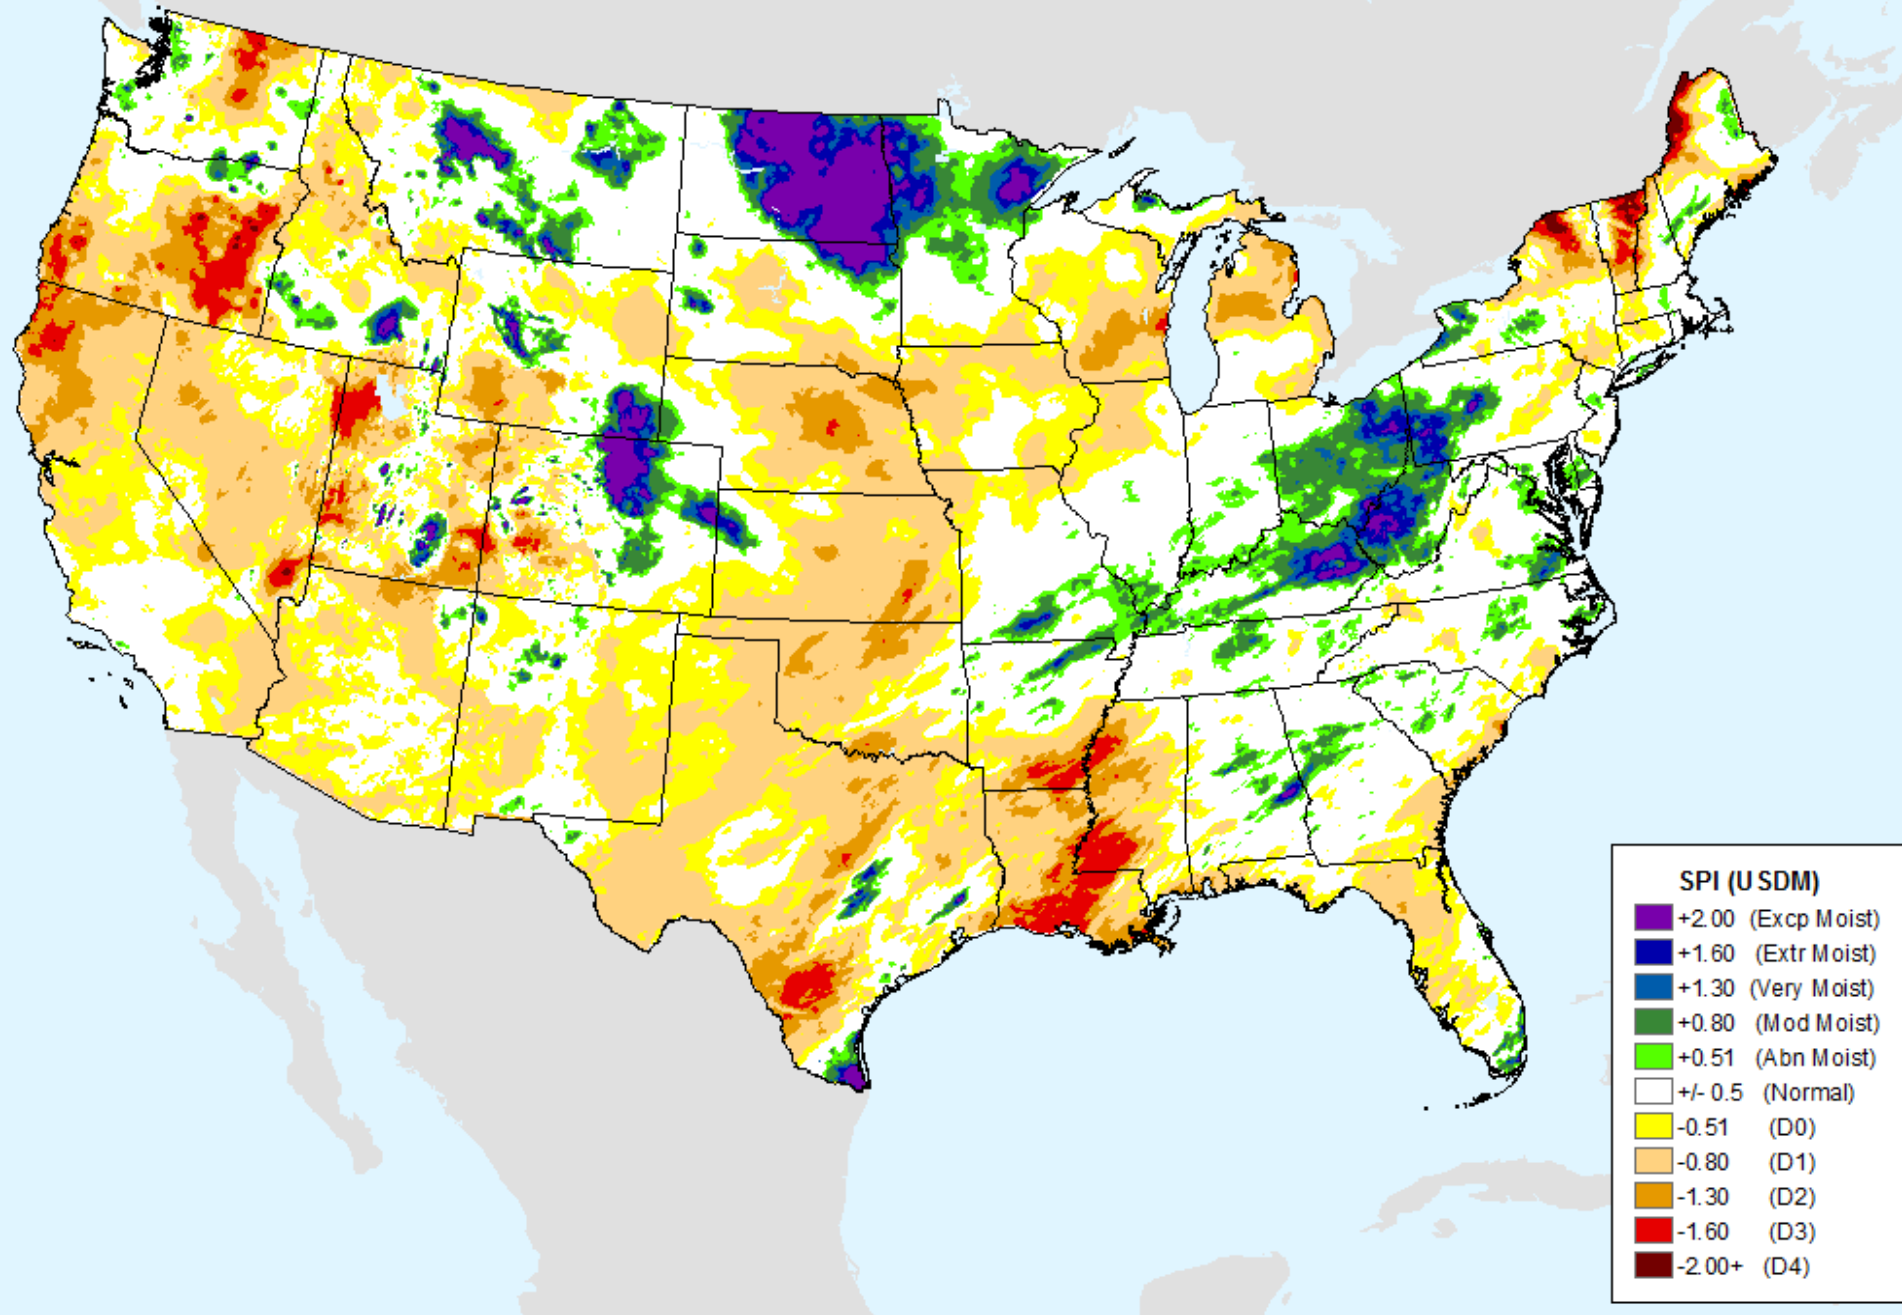 SPI (USDM)
+2.00 (Excp Moist)
+1.60 (Extr Moist)
+1.30 (Very Moist)
+0.80 (Mod Moist)
+0.51 (Abn Moist)
+/- 0.5 (Normal)
-0.51 (D0)
-0.80 (D1)
-1.30 (D2)
-1.60 (D3)
-2.00+ (D4)